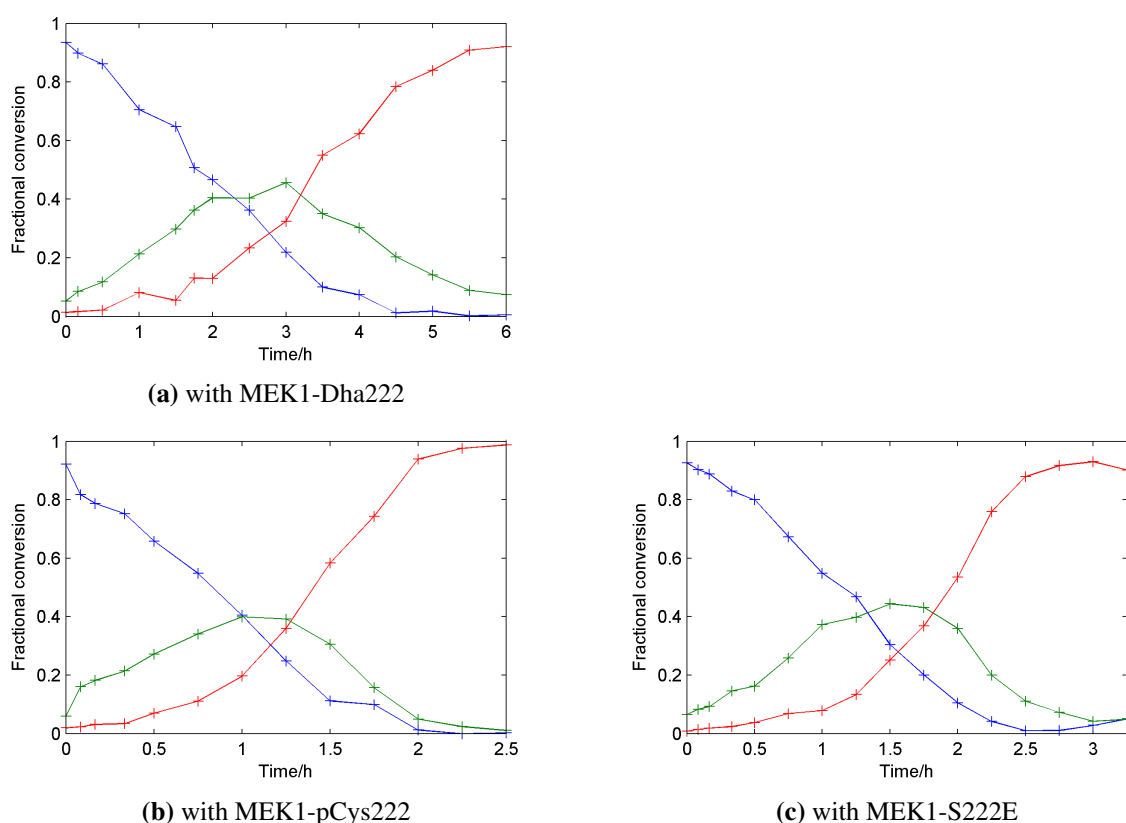 1
0.8
0.6
0.4
0.2
0
Fractional conversion
0 1 2 3 4 5 6
Time/h
(a) with MEK1-Dha222
1
0.8
0.6
0.4
0.2
0
Fractional conversion
0 0.5 1 1.5 2 2.5
Time/h
(b) with MEK1-pCys222
1
0.8
0.6
0.4
0.2
0
Fractional conversion
0 0.5 1 1.5 2 2.5 3
Time/h
(c) with MEK1-S222E